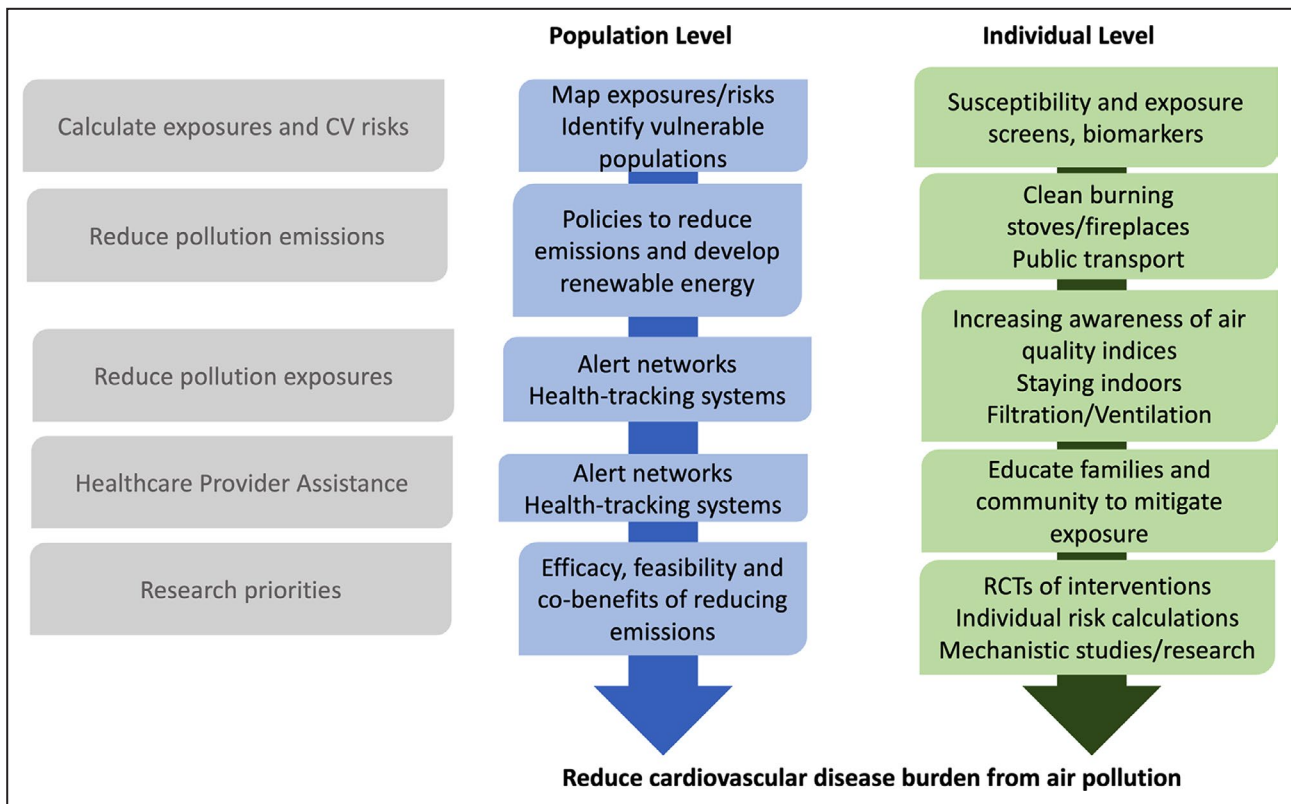 Population Level
Individual Level
Calculate exposures and CV risks
Map exposures/risks
Identify vulnerable
populations
Susceptibility and exposure
screens, biomarkers
Reduce pollution emissions
Policies to reduce
emissions and develop
renewable energy
Clean burning
stoves/fireplaces
Public transport
Reduce pollution exposures
Alert networks
Health-tracking systems
Increasing awareness of air
quality indices
Staying indoors
Filtration/Ventilation
Healthcare Provider Assistance
Alert networks
Health-tracking systems
Educate families and
community to mitigate
exposure
Research priorities
Efficacy, feasibility and
co-benefits of reducing
emissions
RCTs of interventions
Individual risk calculations
Mechanistic studies/research
Reduce cardiovascular disease burden from air pollution